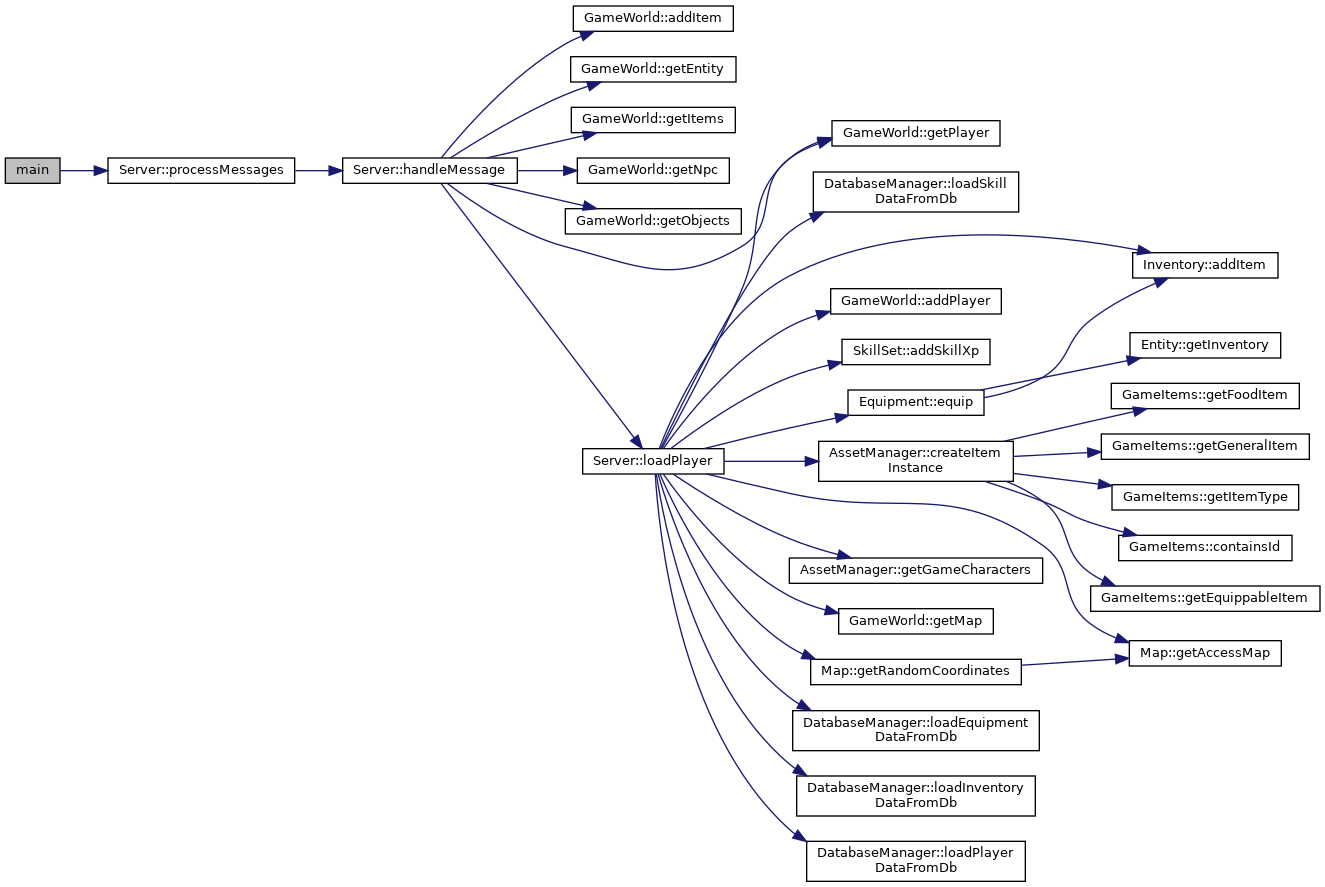 main
Server::processMessages
Server::handleMessage
GameWorld::addItem
GameWorld::getEntity
GameWorld::getItems
GameWorld::getNpc
GameWorld::getObjects
Server::loadPlayer
GameWorld::getPlayer
DatabaseManager::loadSkill
DataFromDb
GameWorld::addPlayer
SkillSet::addSkillXp
Equipment::equip
AssetManager::createItem
Instance
AssetManager::getGameCharacters
GameWorld::getMap
Map::getRandomCoordinates
DatabaseManager::loadEquipment
DataFromDb
DatabaseManager::loadInventory
DataFromDb
DatabaseManager::loadPlayer
DataFromDb
Inventory::addItem
Entity::getInventory
GameItems::getFoodItem
GameItems::getGeneralItem
GameItems::getItemType
GameItems::containsId
GameItems::getEquippableItem
Map::getAccessMap